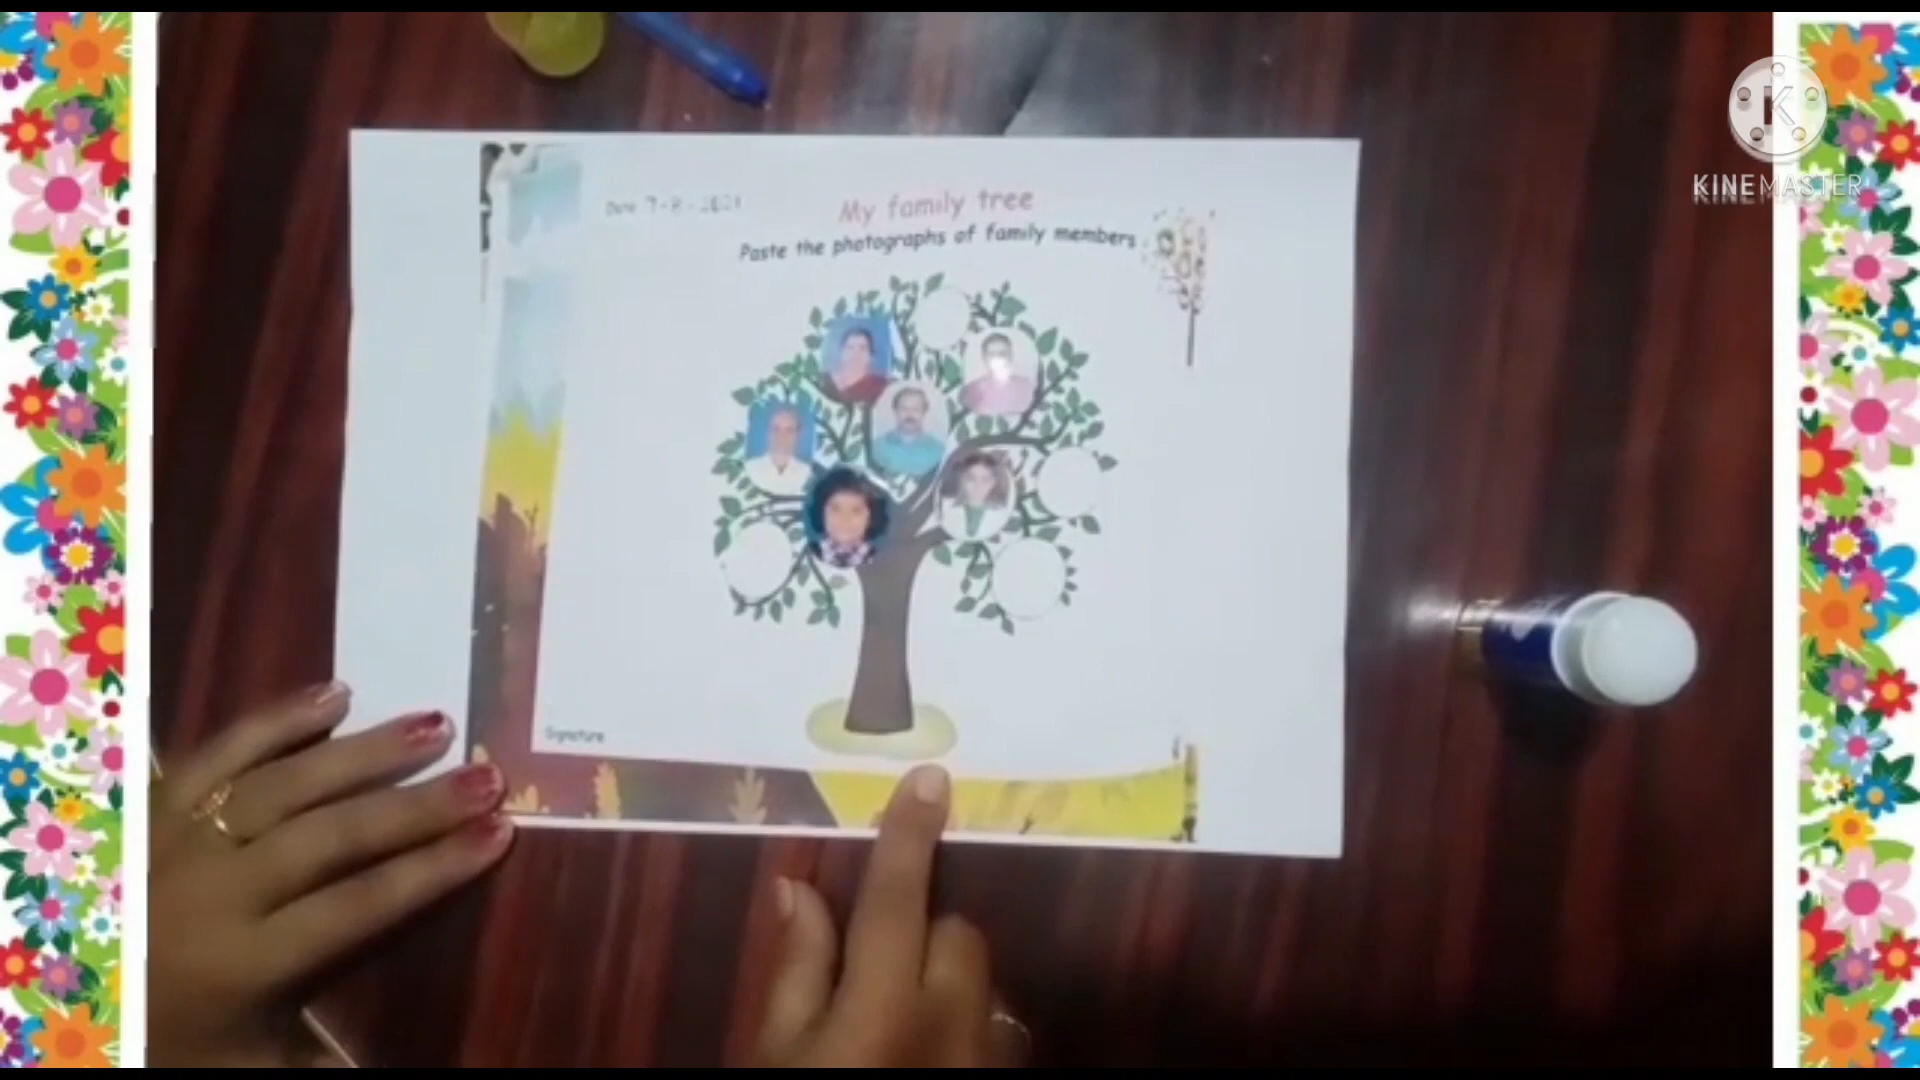 KINEMASTER
Date 7-8-2021
My family tree
Paste the photographs of family members
Signature